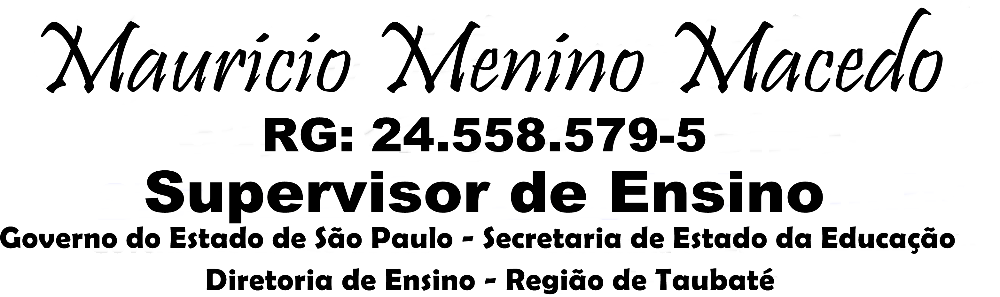 Mauricio Menino Macedo
RG: 24.558.579-5
Supervisor de Ensino
Governo do Estado de São Paulo - Secretaria de Estado da Educação
Diretoria de Ensino - Região de Taubaté